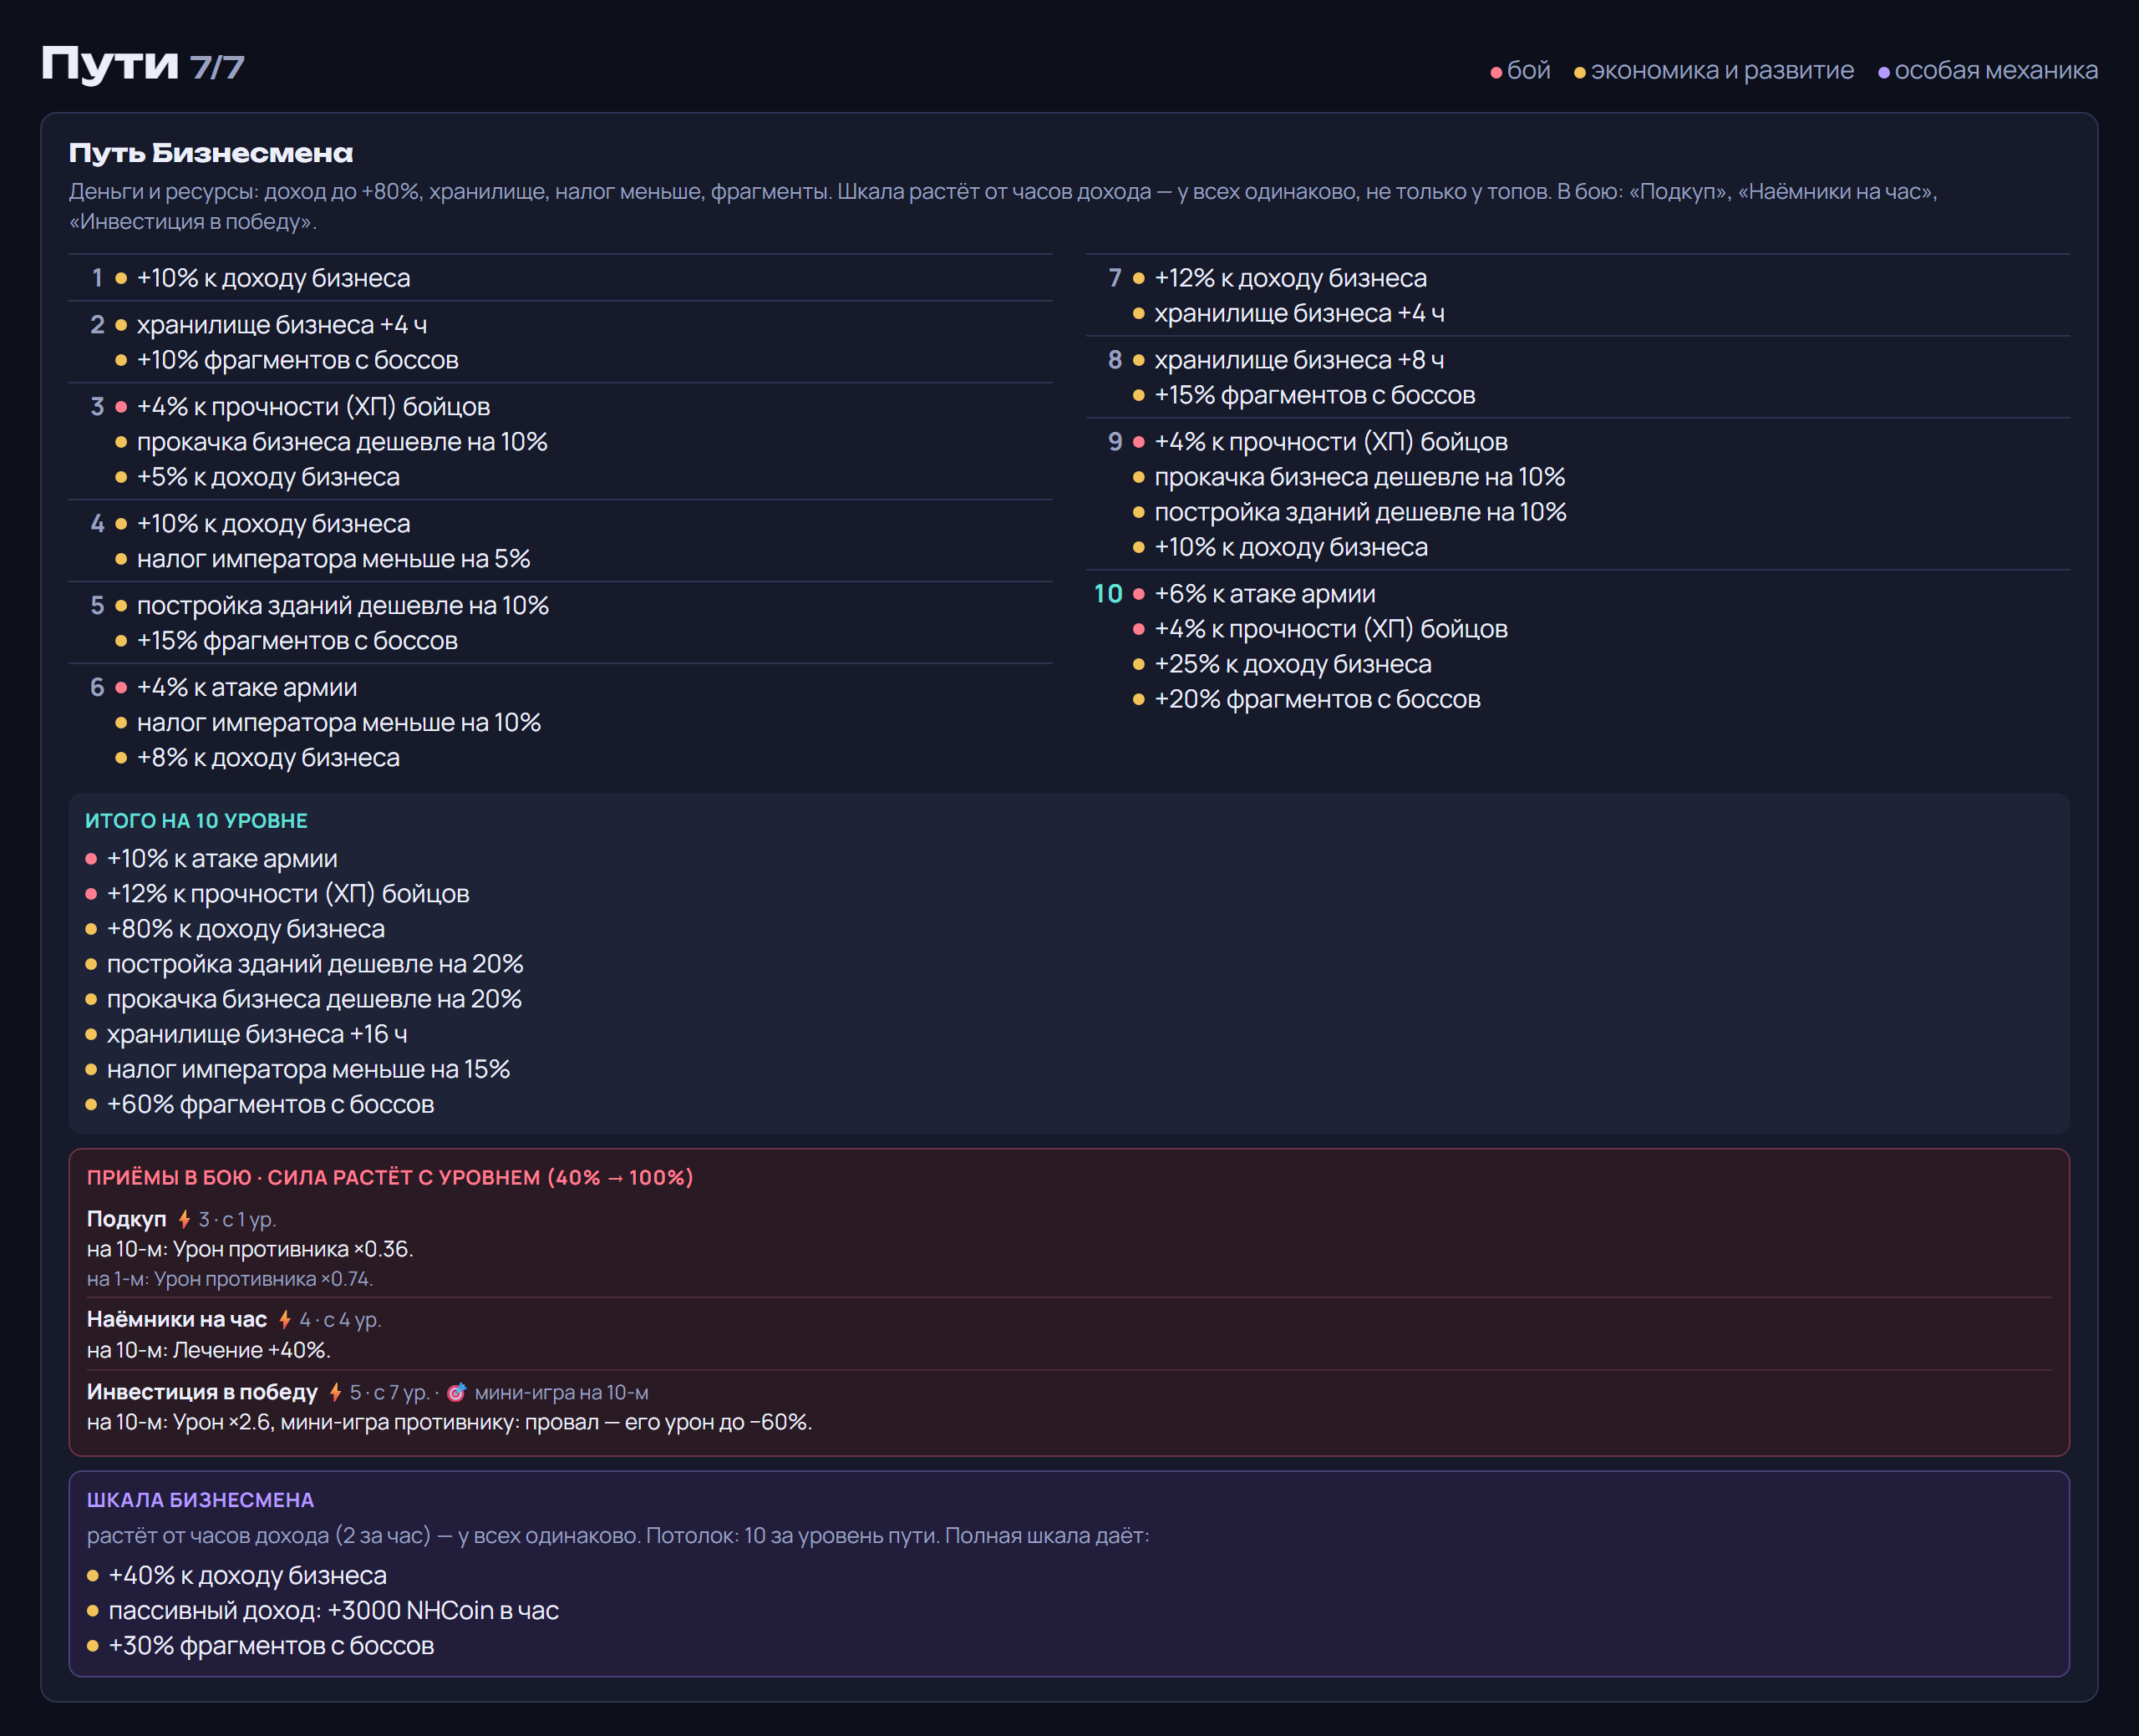 Пути 7/7
бой экономика и развитие особая механика
Путь Бизнесмена
Деньги и ресурсы: доход до +80%, хранилище, налог меньше, фрагменты. Шкала растёт от часов дохода — у всех одинаково, не только у топов. В бою: «Подкуп», «Наёмники на час»,
«Инвестиция в победу».
1 +10% к доходу бизнеса
2 хранилище бизнеса +4 ч
+10% фрагментов с боссов
3 +4% к прочности (ХП) бойцов
прокачка бизнеса дешевле на 10%
+5% к доходу бизнеса
4 +10% к доходу бизнеса
налог императора меньше на 5%
5 постройка зданий дешевле на 10%
+15% фрагментов с боссов
6 +4% к атаке армии
налог императора меньше на 10%
+8% к доходу бизнеса
7 +12% к доходу бизнеса
хранилище бизнеса +4 ч
8 хранилище бизнеса +8 ч
+15% фрагментов с боссов
9 +4% к прочности (ХП) бойцов
прокачка бизнеса дешевле на 10%
постройка зданий дешевле на 10%
+10% к доходу бизнеса
10 +6% к атаке армии
+4% к прочности (ХП) бойцов
+25% к доходу бизнеса
+20% фрагментов с боссов
ИТОГО НА 10 УРОВНЕ
+10% к атаке армии
+12% к прочности (ХП) бойцов
+80% к доходу бизнеса
постройка зданий дешевле на 20%
прокачка бизнеса дешевле на 20%
хранилище бизнеса +16 ч
налог императора меньше на 15%
+60% фрагментов с боссов
ПРИЁМЫ В БОЮ · СИЛА РАСТЁТ С УРОВНЕМ (40% → 100%)
Подкуп ⚡ 3 · с 1 ур.
на 10-м: Урон противника ×0.36.
на 1-м: Урон противника ×0.74.
Наёмники на час ⚡ 4 · с 4 ур.
на 10-м: Лечение +40%.
Инвестиция в победу ⚡ 5 · с 7 ур. · 🎯 мини-игра на 10-м
на 10-м: Урон ×2.6, мини-игра противнику: провал — его урон до −60%.
ШКАЛА БИЗНЕСМЕНА
растёт от часов дохода (2 за час) — у всех одинаково. Потолок: 10 за уровень пути. Полная шкала даёт:
+40% к доходу бизнеса
пассивный доход: +3000 NHCoin в час
+30% фрагментов с боссов